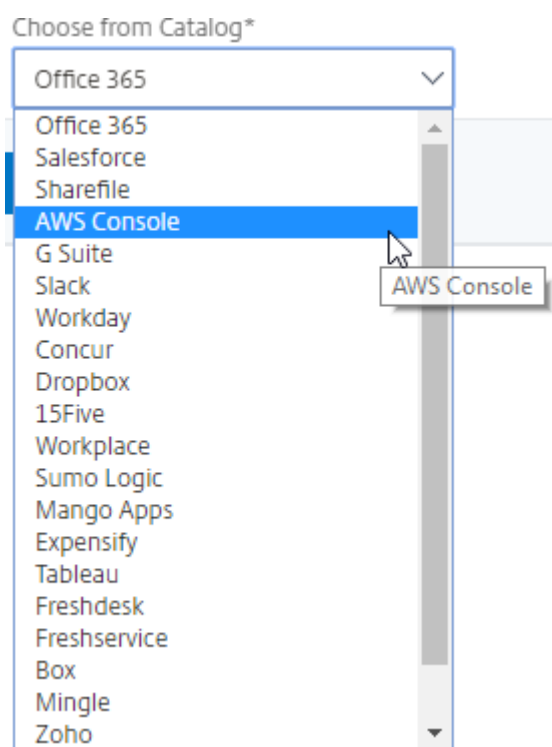 Choose from Catalog*
Office 365
Office 365
Salesforce
Sharefile
AWS Console
G Suite
AWS Console
Slack
Workday
Concur
Dropbox
15Five
Workplace
Sumo Logic
Mango Apps
Expensify
Tableau
Freshdesk
Freshservice
Box
Mingle
Zoho